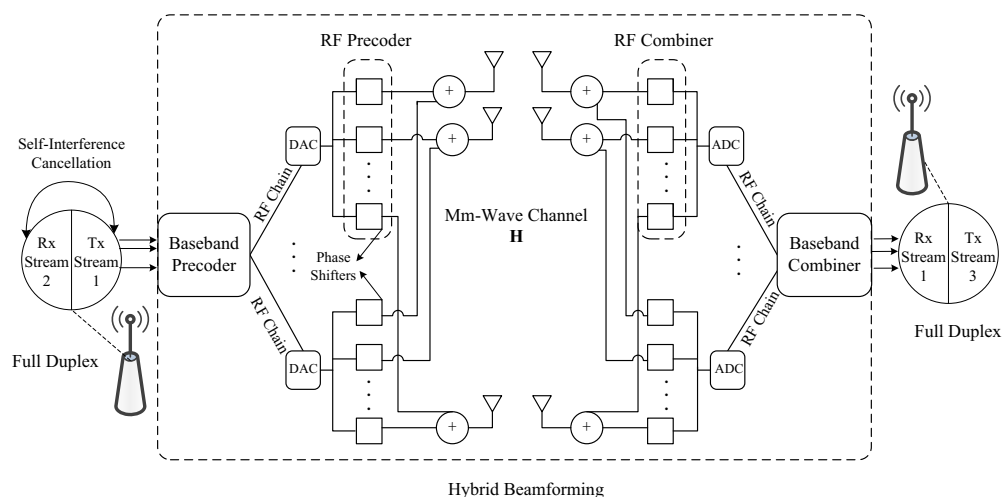 RF Precoder
RF Combiner
Self-Interference
Cancellation
DAC
ADC
RF Chain
RF Chain
Mm-Wave Channel
H
Rx
Stream
2
Tx
Stream
1
Baseband
Precoder
Phase
Shifters
Baseband
Combiner
Rx
Stream
1
Tx
Stream
3
RF Chain
RF Chain
Full Duplex
Full Duplex
DAC
ADC
+
+
+
+
+
+
Hybrid Beamforming